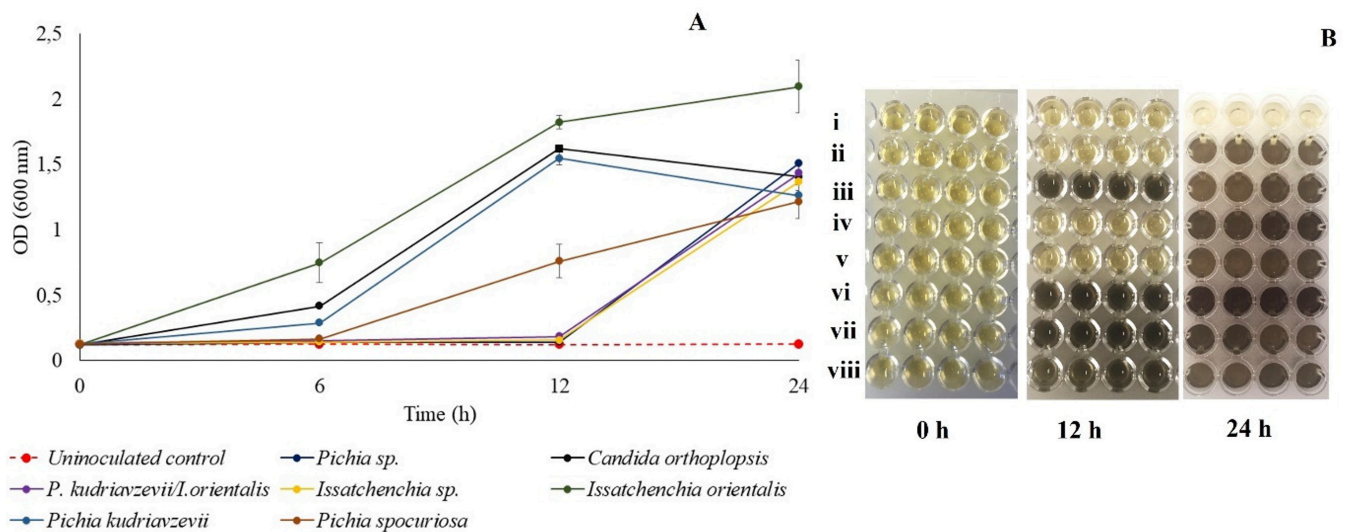 A
B
2,5
2
1,5
1
0,5
0
OD (600 nm)
0 6 12 24
Time (h)
Uninoculated control Pichia sp. Candida orthoplopsis
P. kudriavzevii/I.orientalis Issatchenchia sp. Issatchenchia orientalis
Pichia kudriavzevii Pichia spocuriosa
i
ii
iii
iv
v
vi
vii
viii
0 h 12 h 24 h